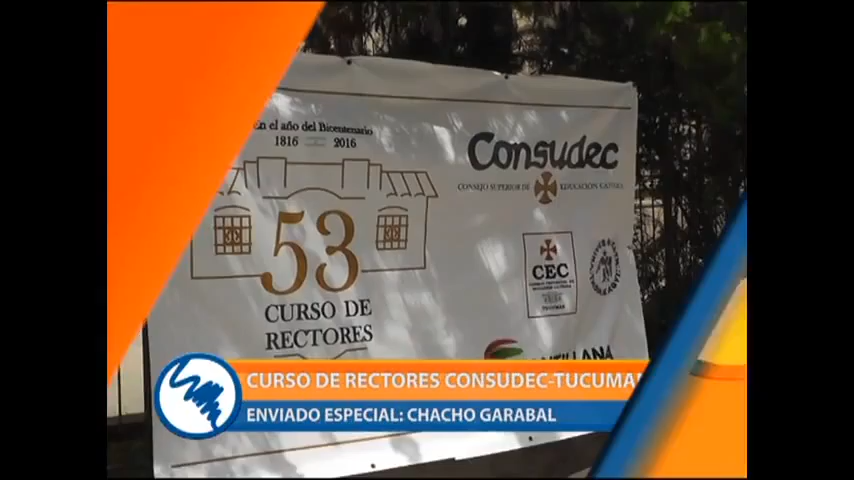 En el año del Bicentenario
1816 2016
53
CURSO DE
RECTORES
Consudec
CONSEJO SUPERIOR DE EDUCACIÓN CATÓLICA
CEC
CURSO DE RECTORES CONSUDEC-TUCUMA
ENVIADO ESPECIAL: CHACHO GARABAL